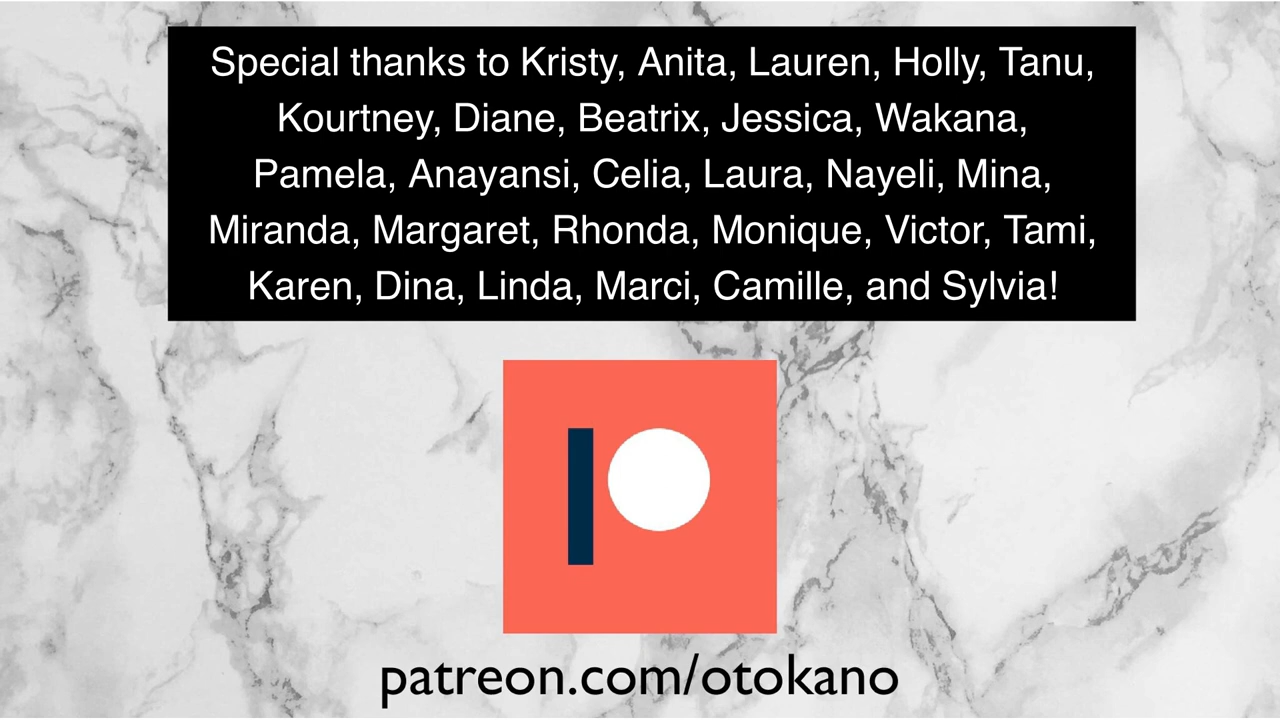 Special thanks to Kristy, Anita, Lauren, Holly, Tanu,
Kourtney, Diane, Beatrix, Jessica, Wakana,
Pamela, Anayansi, Celia, Laura, Nayeli, Mina,
Miranda, Margaret, Rhonda, Monique, Victor, Tami,
Karen, Dina, Linda, Marci, Camille, and Sylvia!
patreon.com/otokano